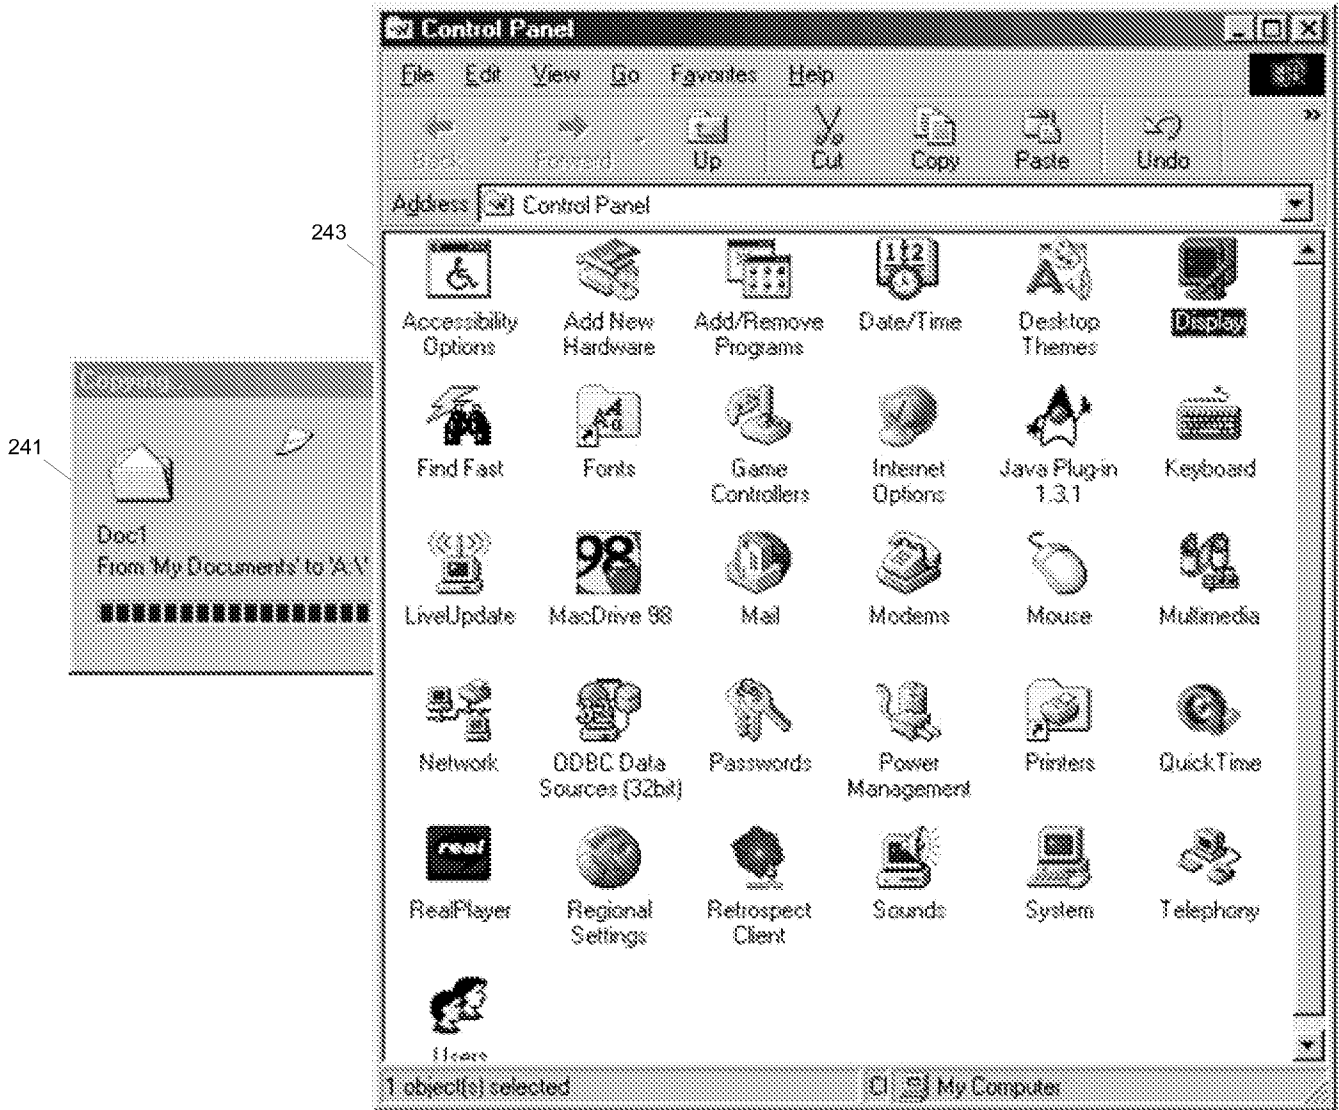 Control Panel
File Edit View Go Favorites Help
Back Forward Up Cut Copy Paste Undo
Address Control Panel
243
Accessibility Options
Add New Hardware
Add/Remove Programs
Date/Time
Desktop Themes
Display
Find Fast
Fonts
Game Controllers
Internet Options
Java Plug-in 1.3.1
Keyboard
LiveUpdate
98
MacDrive 98
Mail
Modems
Mouse
Multimedia
Network
ODBC Data Sources (32bit)
Passwords
Power Management
Printers
QuickTime
real
RealPlayer
Regional Settings
Retrospect Client
Sounds
System
Telephony
Users
1 object(s) selected
My Computer
241
Copying...
Doc1
From 'My Documents' to 'A:\'